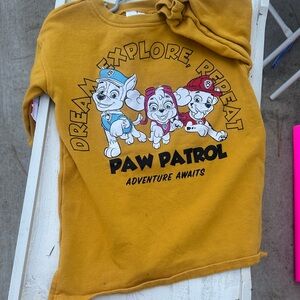 DREAM, EXPLORE, REPEAT
PAW PATROL
ADVENTURE AWAITS